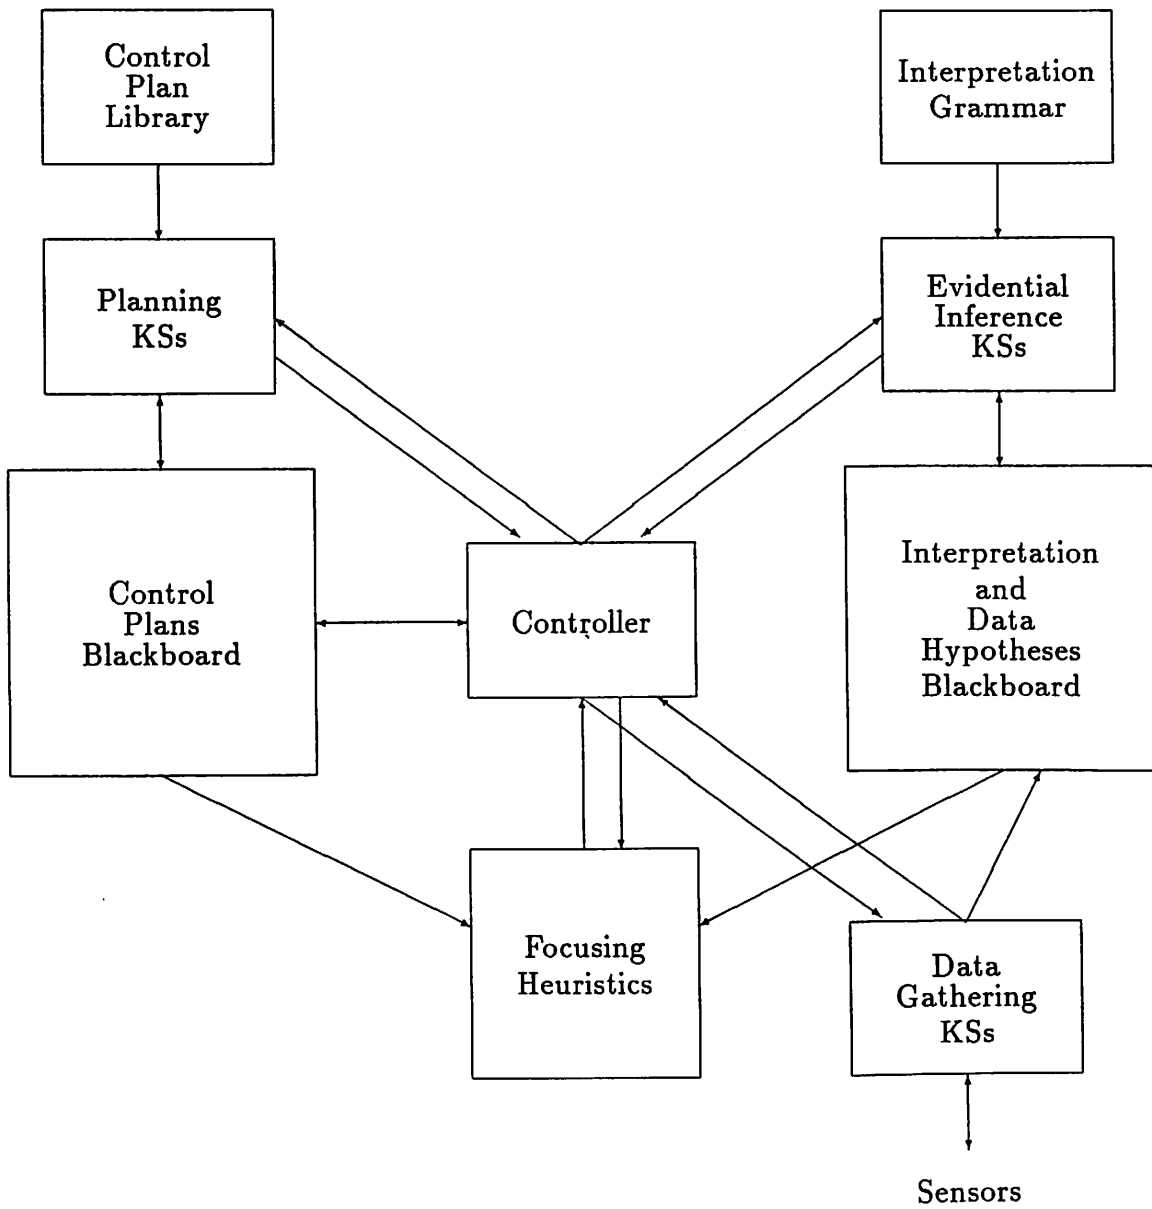 Control
Plan
Library
Interpretation
Grammar
Planning
KSs
Evidential
Inference
KSs
Control
Plans
Blackboard
Controller
Interpretation
and
Data
Hypotheses
Blackboard
Focusing
Heuristics
Data
Gathering
KSs
Sensors